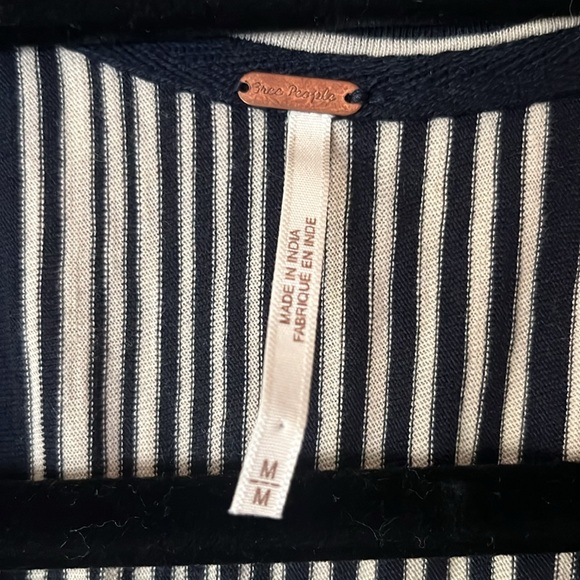 Free People
MADE IN INDIA
FABRIQUÉ EN INDE
M
M